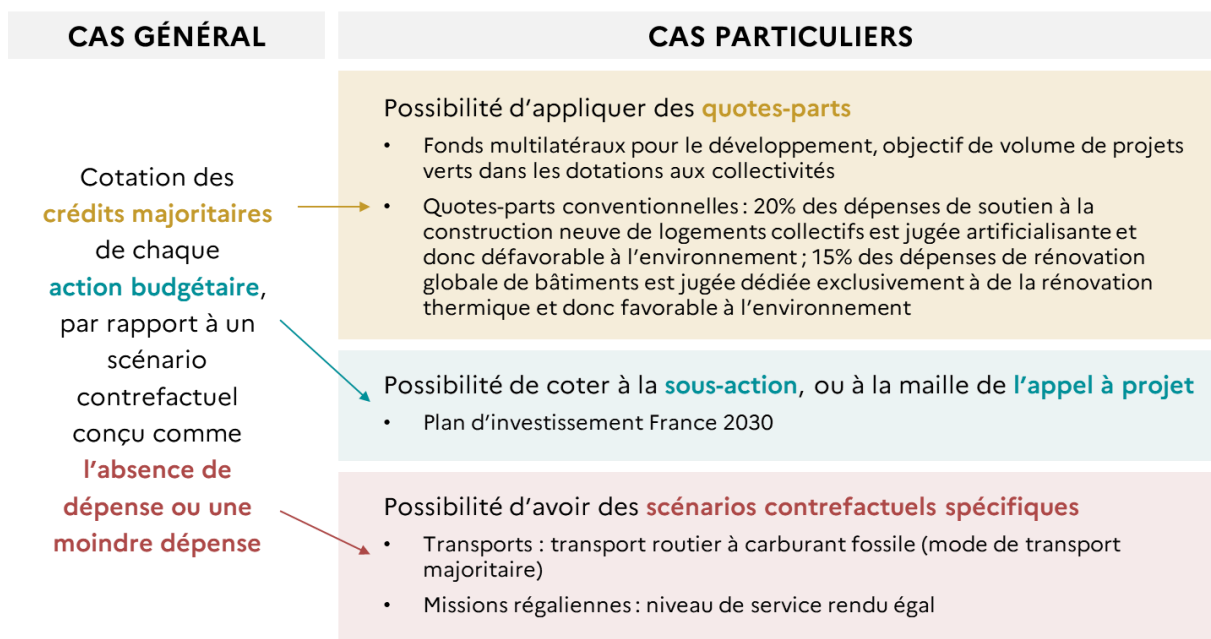 CAS GÉNÉRAL
CAS PARTICULIERS
Cotation des
crédits majoritaires
de chaque
action budgétaire,
par rapport à un
scénario
contrefactuel
conçu comme
l'absence de
dépense ou une
moindre dépense
Possibilité d'appliquer des quotes-parts
• Fonds multilatéraux pour le développement, objectif de volume de projets
verts dans les dotations aux collectivités
• Quotes-parts conventionnelles : 20% des dépenses de soutien à la
construction neuve de logements collectifs est jugée artificialisante et
donc défavorable à l'environnement ; 15% des dépenses de rénovation
globale de bâtiments est jugée dédiée exclusivement à de la rénovation
thermique et donc favorable à l'environnement
Possibilité de coter à la sous-action, ou à la maille de l'appel à projet
• Plan d'investissement France 2030
Possibilité d'avoir des scénarios contrefactuels spécifiques
• Transports : transport routier à carburant fossile (mode de transport
majoritaire)
• Missions régaliennes : niveau de service rendu égal